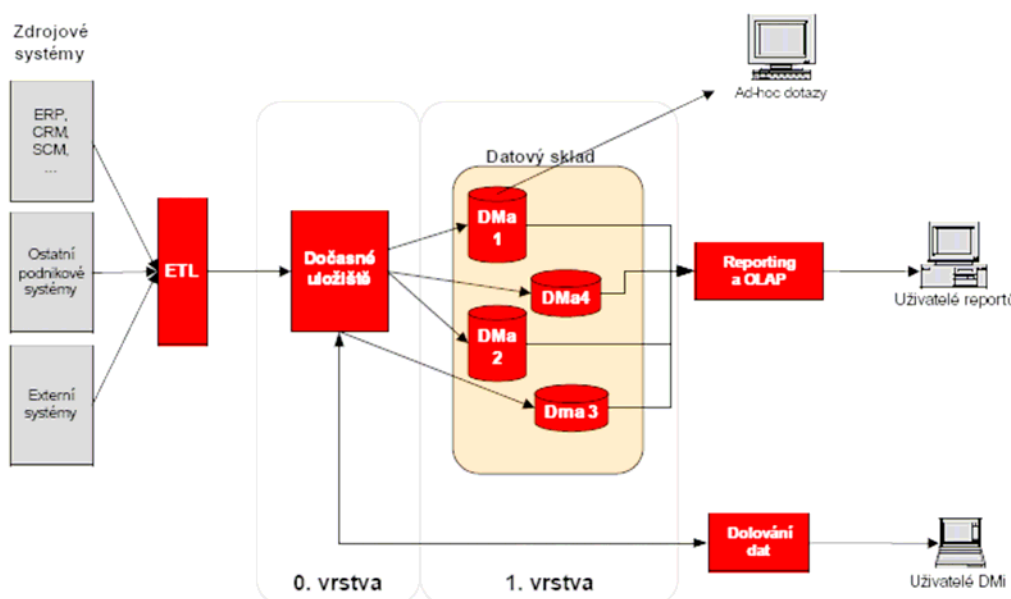 Zdrojové
systémy
ERP,
CRM,
SCM,
...
Ostatní
podnikové
systémy
Externí
systémy
ETL
Dočasné
uložiště
Datový sklad
DMa
1
DMa4
DMa
2
Dma 3
Ad-hoc dotazy
Reporting
a OLAP
Uživatelé reportů
Dolování
dat
Uživatelé DMi
0. vrstva
1. vrstva